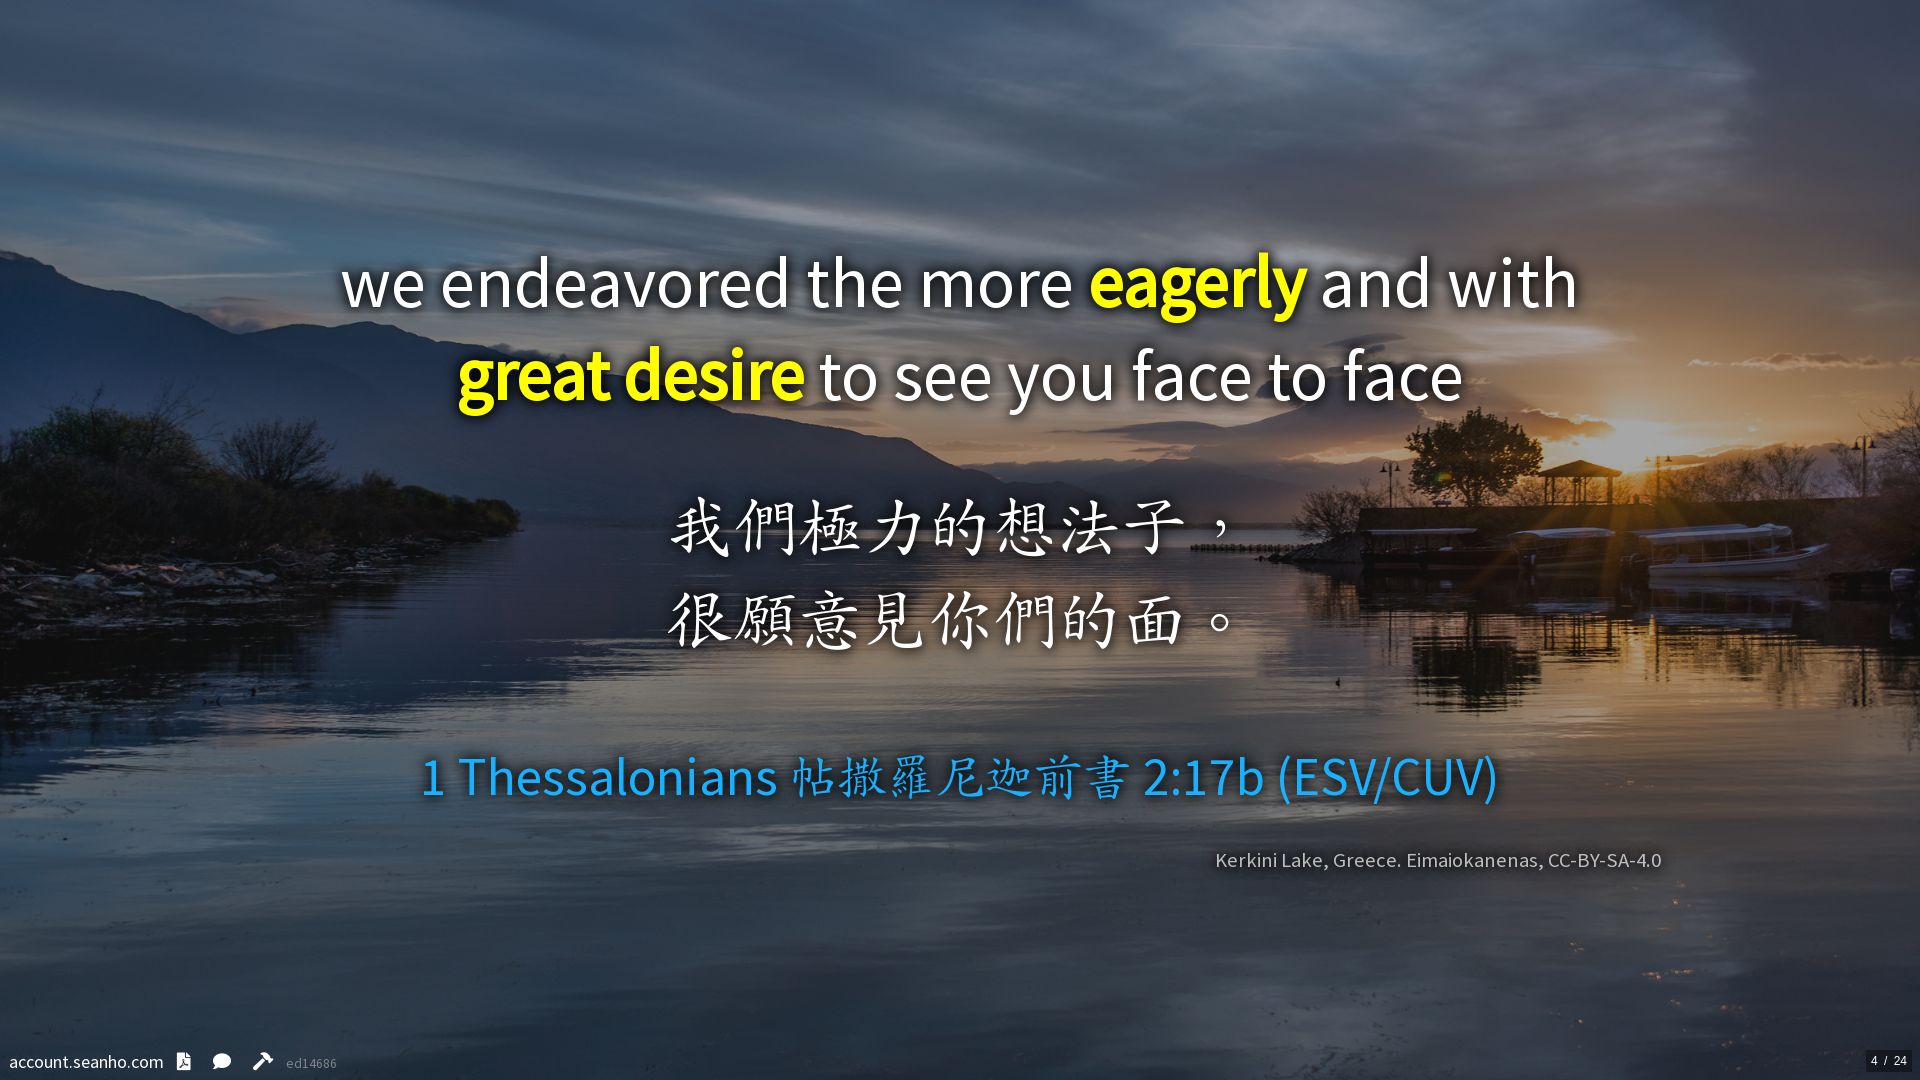 we endeavored the more eagerly and with
great desire to see you face to face
我們極力的想法子，
很願意見你們的面。
1 Thessalonians 帖撒羅尼迦前書 2:17b (ESV/CUV)
Kerkini Lake, Greece. Eimaiokanenas, CC-BY-SA-4.0
account.seanho.com ed14686
4 / 24